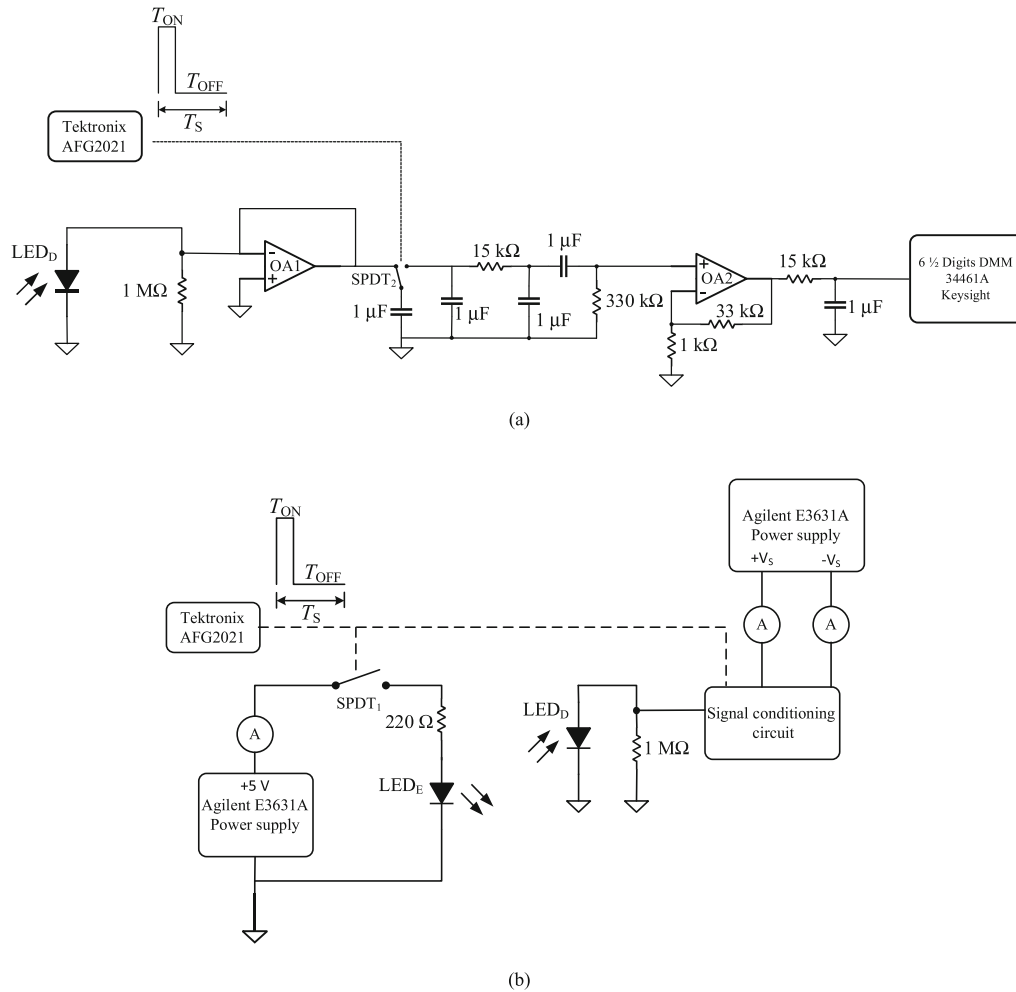 T_ON
T_OFF
T_S
Tektronix
AFG2021
LED_D
1 MΩ
-
OA1
+
SPDT_2
1 µF
1 µF
15 kΩ
1 µF
1 µF
330 kΩ
+
OA2
-
33 kΩ
1 kΩ
15 kΩ
1 µF
6 ½ Digits DMM
34461A
Keysight
(a)
T_ON
T_OFF
T_S
Tektronix
AFG2021
SPDT_1
A
220 Ω
LED_E
+5 V
Agilent E3631A
Power supply
Agilent E3631A
Power supply
+V_S -V_S
A A
LED_D
1 MΩ
Signal conditioning
circuit
(b)